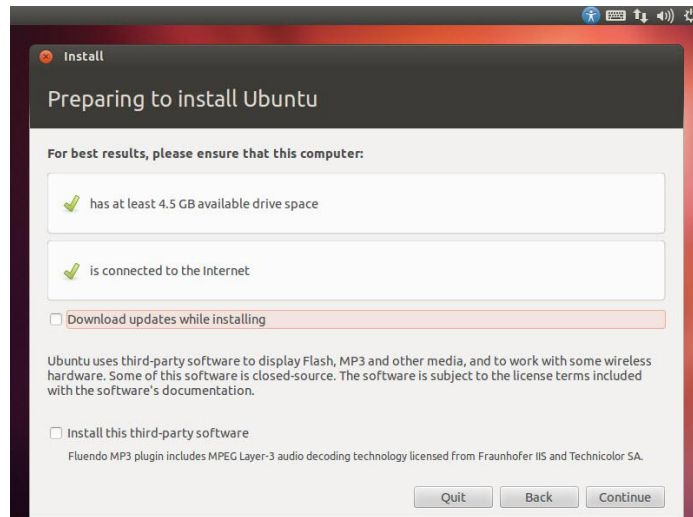 Install
Preparing to install Ubuntu
For best results, please ensure that this computer:
has at least 4.5 GB available drive space
is connected to the Internet
Download updates while installing
Ubuntu uses third-party software to display Flash, MP3 and other media, and to work with some wireless
hardware. Some of this software is closed-source. The software is subject to the license terms included
with the software's documentation.
Install this third-party software
Fluendo MP3 plugin includes MPEG Layer-3 audio decoding technology licensed from Fraunhofer IIS and Technicolor SA.
Quit Back Continue